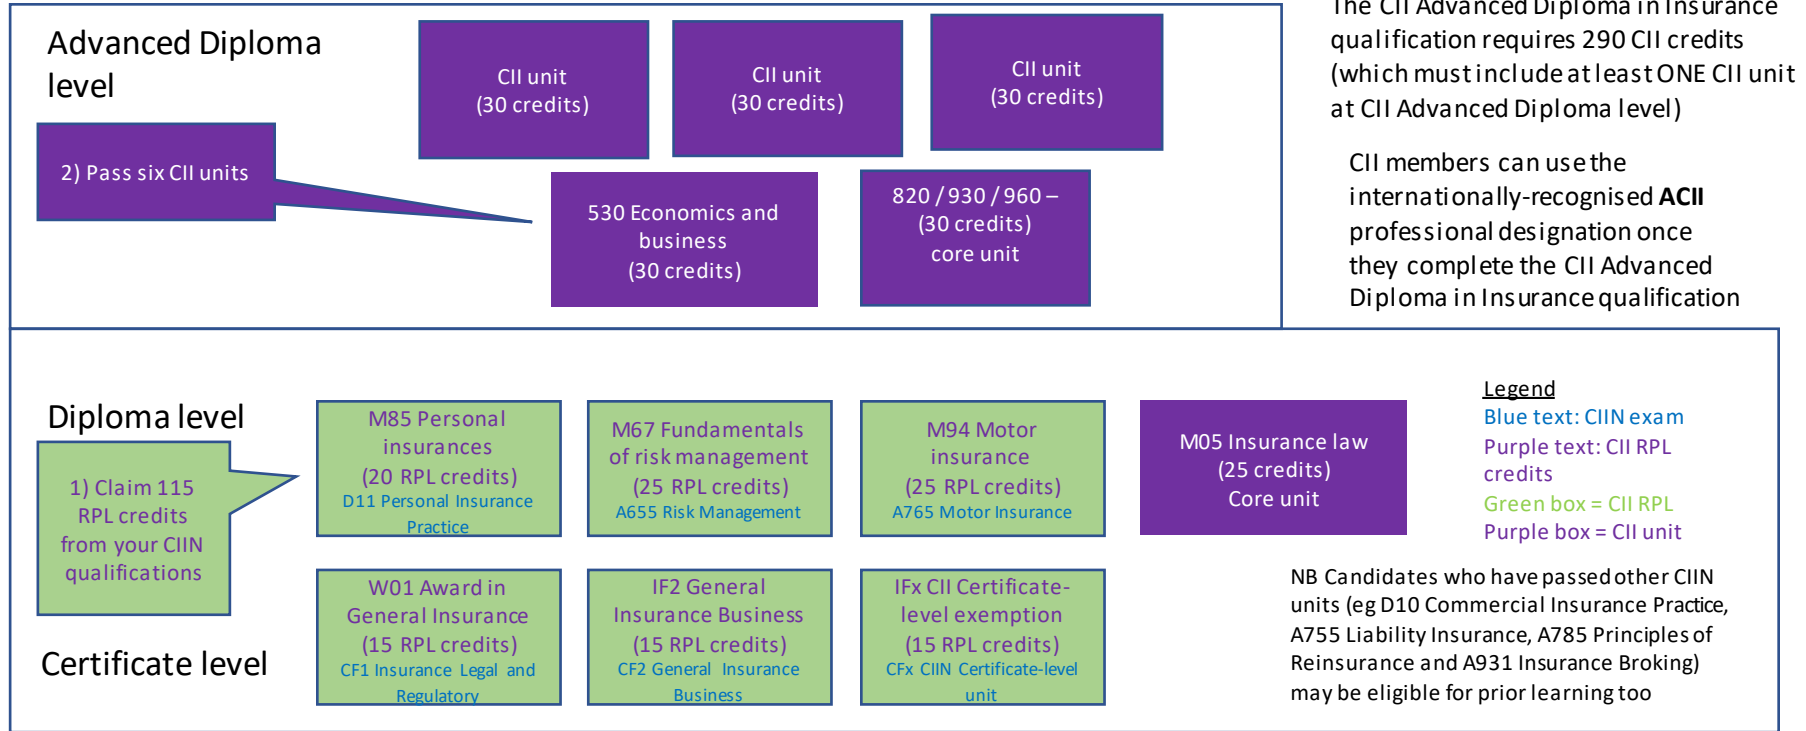 The CII Advanced Diploma in Insurance
qualification requires 290 CII credits
(which must include at least ONE CII unit
at CII Advanced Diploma level)
CII members can use the
internationally-recognised ACII
professional designation once
they complete the CII Advanced
Diploma in Insurance qualification
Advanced Diploma
level
CII unit
(30 credits)
CII unit
(30 credits)
CII unit
(30 credits)
2) Pass six CII units
530 Economics and
business
(30 credits)
820 / 930 / 960 –
(30 credits)
core unit
Diploma level
1) Claim 115
RPL credits
from your CIIN
qualifications
M85 Personal
insurances
(20 RPL credits)
D11 Personal Insurance
Practice
M67 Fundamentals
of risk management
(25 RPL credits)
A655 Risk Management
M94 Motor
insurance
(25 RPL credits)
A765 Motor Insurance
M05 Insurance law
(25 credits)
Core unit
Legend
Blue text: CIIN exam
Purple text: CII RPL
credits
Green box = CII RPL
Purple box = CII unit
Certificate level
W01 Award in
General Insurance
(15 RPL credits)
CF1 Insurance Legal and
Regulatory
IF2 General
Insurance Business
(15 RPL credits)
CF2 General Insurance
Business
IFx CII Certificate-
level exemption
(15 RPL credits)
CFx CIIN Certificate-level
unit
NB Candidates who have passed other CIIN
units (eg D10 Commercial Insurance Practice,
A755 Liability Insurance, A785 Principles of
Reinsurance and A931 Insurance Broking)
may be eligible for prior learning too